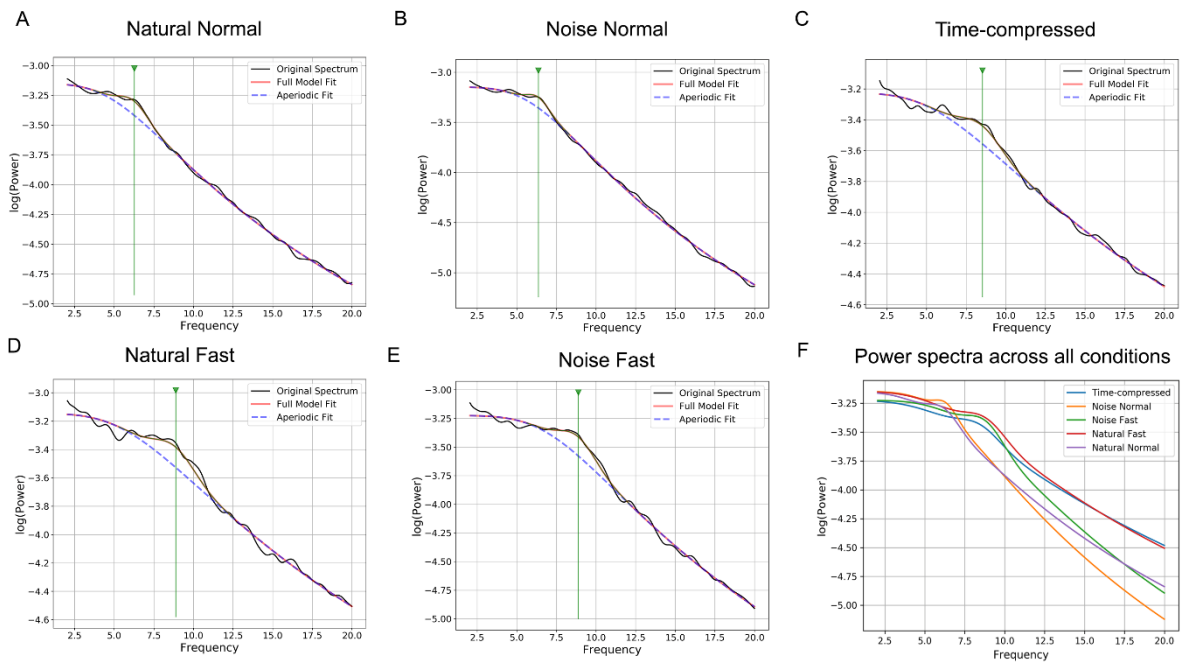 A
Natural Normal
−3.00
−3.25
−3.50
−3.75
−4.00
−4.25
−4.50
−4.75
−5.00
log(Power)
Original Spectrum
Full Model Fit
Aperiodic Fit
2.5 5.0 7.5 10.0 12.5 15.0 17.5 20.0
Frequency
B
Noise Normal
−3.0
−3.5
−4.0
−4.5
−5.0
log(Power)
Original Spectrum
Full Model Fit
Aperiodic Fit
2.5 5.0 7.5 10.0 12.5 15.0 17.5 20.0
Frequency
C
Time-compressed
−3.2
−3.4
−3.6
−3.8
−4.0
−4.2
−4.4
−4.6
log(Power)
Original Spectrum
Full Model Fit
Aperiodic Fit
2.5 5.0 7.5 10.0 12.5 15.0 17.5 20.0
Frequency
D
Natural Fast
−3.0
−3.2
−3.4
−3.6
−3.8
−4.0
−4.2
−4.4
−4.6
log(Power)
Original Spectrum
Full Model Fit
Aperiodic Fit
2.5 5.0 7.5 10.0 12.5 15.0 17.5 20.0
Frequency
E
Noise Fast
−3.00
−3.25
−3.50
−3.75
−4.00
−4.25
−4.50
−4.75
−5.00
log(Power)
Original Spectrum
Full Model Fit
Aperiodic Fit
2.5 5.0 7.5 10.0 12.5 15.0 17.5 20.0
Frequency
F
Power spectra across all conditions
−3.25
−3.50
−3.75
−4.00
−4.25
−4.50
−4.75
−5.00
log(Power)
Time-compressed
Noise Normal
Noise Fast
Natural Fast
Natural Normal
2.5 5.0 7.5 10.0 12.5 15.0 17.5 20.0
Frequency